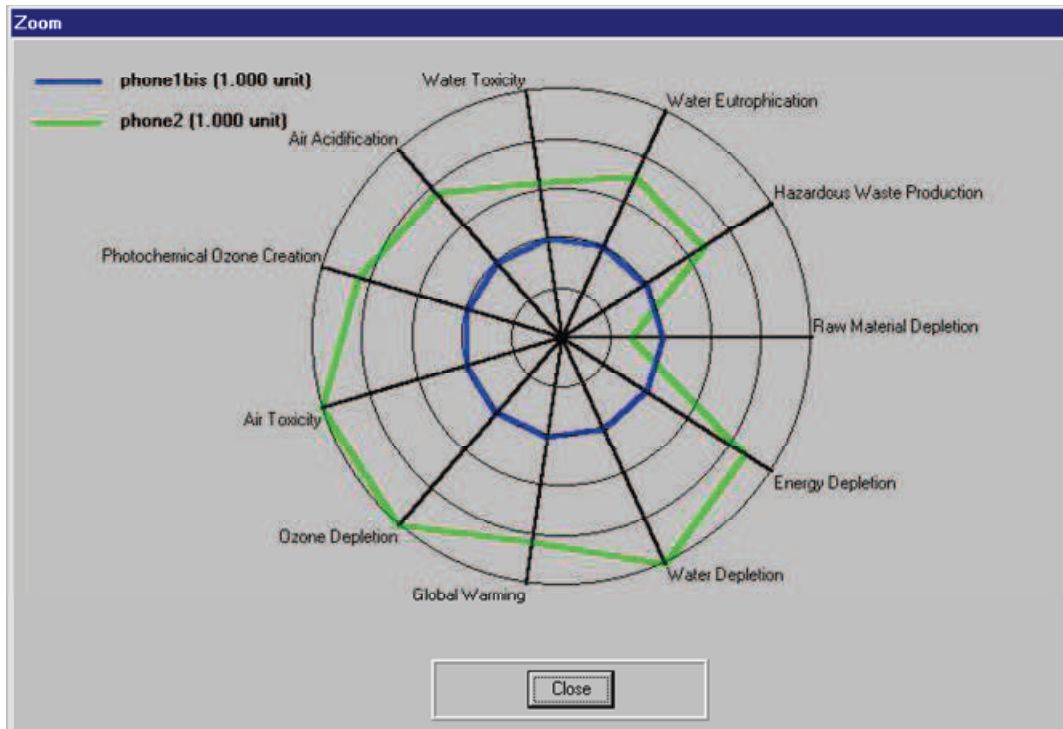 Zoom
phone1bis (1.000 unit)
phone2 (1.000 unit)
Water Toxicity
Water Eutrophication
Air Acidification
Hazardous Waste Production
Photochemical Ozone Creation
Raw Material Depletion
Air Toxicity
Energy Depletion
Ozone Depletion
Water Depletion
Global Warming
Close